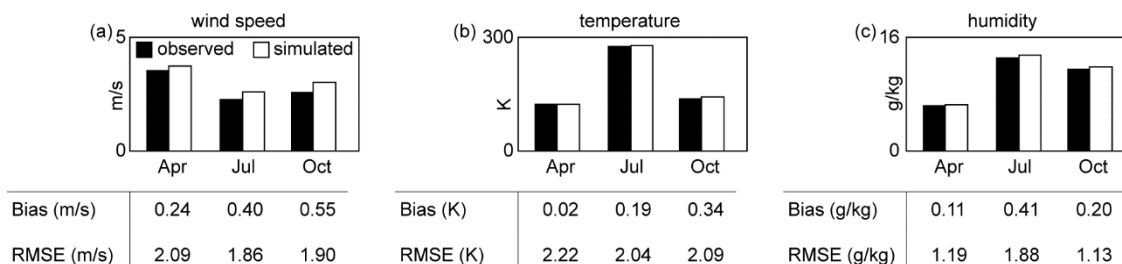 wind speed
(a)
5
observed
simulated
m/s
0
Apr Jul Oct
Bias (m/s) 0.24 0.40 0.55
RMSE (m/s) 2.09 1.86 1.90
temperature
(b)
300
K
0
Apr Jul Oct
Bias (K) 0.02 0.19 0.34
RMSE (K) 2.22 2.04 2.09
humidity
(c)
16
g/kg
0
Apr Jul Oct
Bias (g/kg) 0.11 0.41 0.20
RMSE (g/kg) 1.19 1.88 1.13